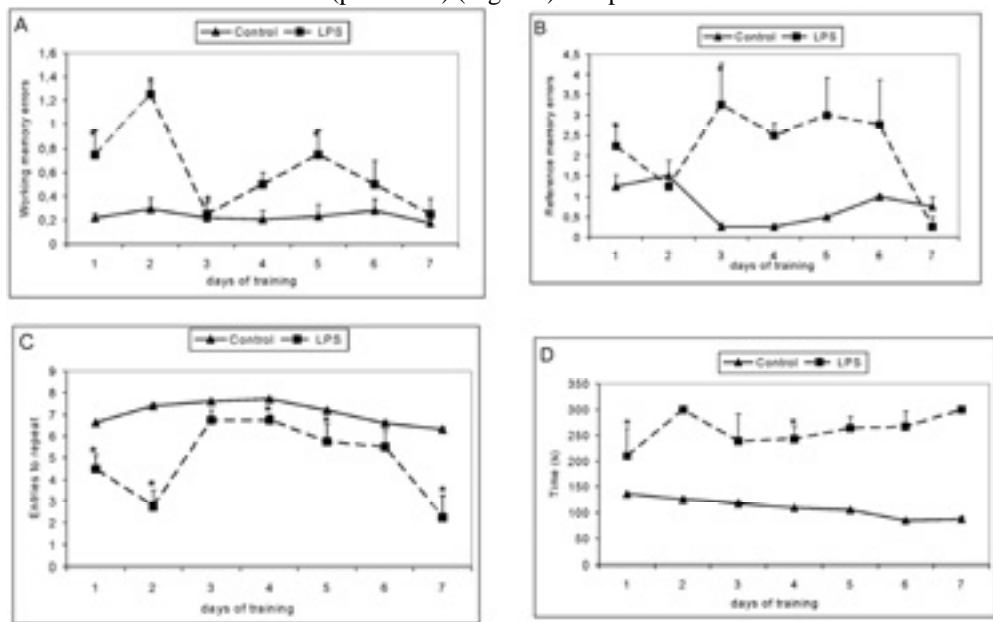 A
Control LPS
Working memory errors
1,6
1,4
1,2
1
0,8
0,6
0,4
0,2
0
1 2 3 4 5 6 7
days of training
B
Control LPS
Reference memory errors
4,5
4
3,5
3
2,5
2
1,5
1
0,5
0
1 2 3 4 5 6 7
days of training
C
Control LPS
Entries to repeat
9
8
7
6
5
4
3
2
1
0
1 2 3 4 5 6 7
days of training
D
Control LPS
Time (s)
350
300
250
200
150
100
50
0
1 2 3 4 5 6 7
days of training